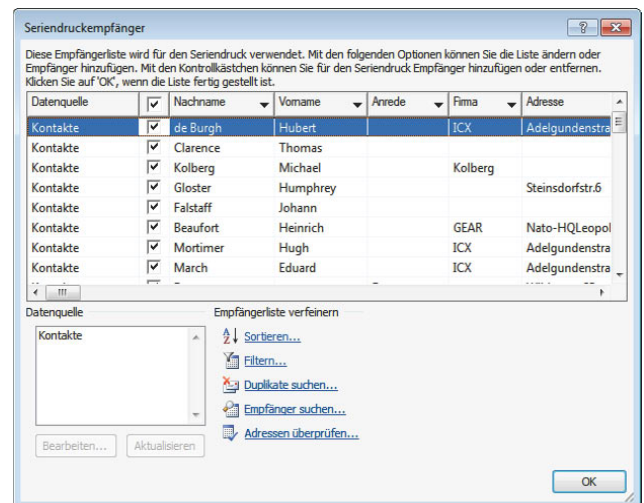 Seriendruckempfänger
Diese Empfängerliste wird für den Seriendruck verwendet. Mit den folgenden Optionen können Sie die Liste ändern oder
Empfänger hinzufügen. Mit den Kontrollkästchen können Sie für den Seriendruck Empfänger hinzufügen oder entfernen.
Klicken Sie auf 'OK', wenn die Liste fertig gestellt ist.
Datenquelle Nachname Vorname Anrede Firma Adresse
Kontakte de Burgh Hubert ICX Adelgundenstra
Kontakte Clarence Thomas
Kontakte Kolberg Michael Kolberg
Kontakte Gloster Humphrey Steinsdorfstr.6
Kontakte Falstaff Johann
Kontakte Beaufort Heinrich GEAR Nato-HQLeopol
Kontakte Mortimer Hugh ICX Adelgundenstra
Kontakte March Eduard ICX Adelgundenstra
Datenquelle Empfängerliste verfeinern
Kontakte Sortieren...
Filtern...
Duplikate suchen...
Empfänger suchen...
Adressen überprüfen...
Bearbeiten... Aktualisieren
OK